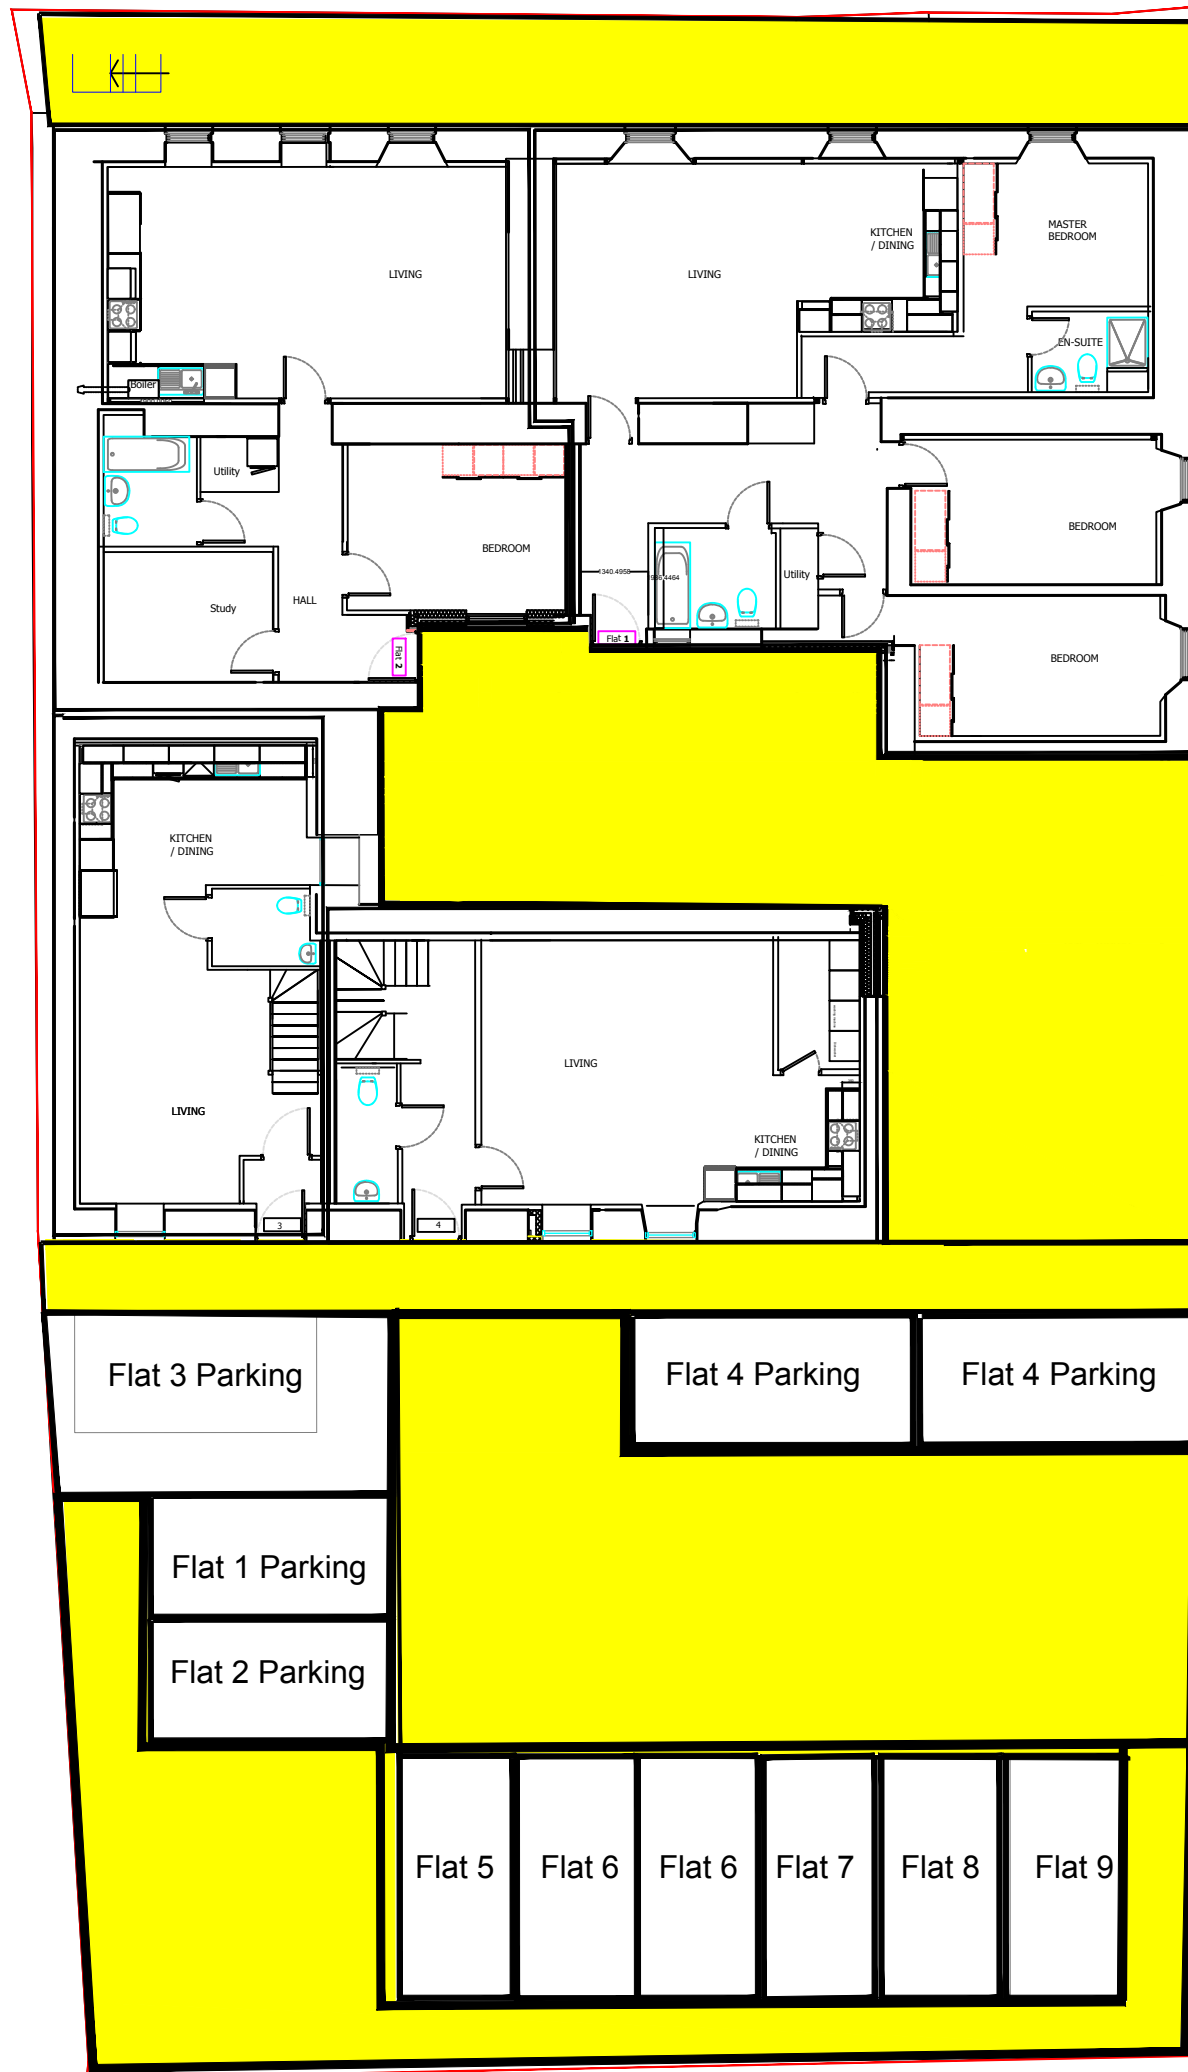 KITCHEN
/ DINING
MASTER
BEDROOM
LIVING
LIVING
EN-SUITE
Boiler
Utility
BEDROOM
BEDROOM
1340.4958
Utility
Study
HALL
Flat 1
Flat 2
BEDROOM
KITCHEN
/ DINING
LIVING
LIVING
KITCHEN
/ DINING
3
4
Flat 3 Parking
Flat 4 Parking
Flat 4 Parking
Flat 1 Parking
Flat 2 Parking
Flat 5
Flat 6
Flat 6
Flat 7
Flat 8
Flat 9